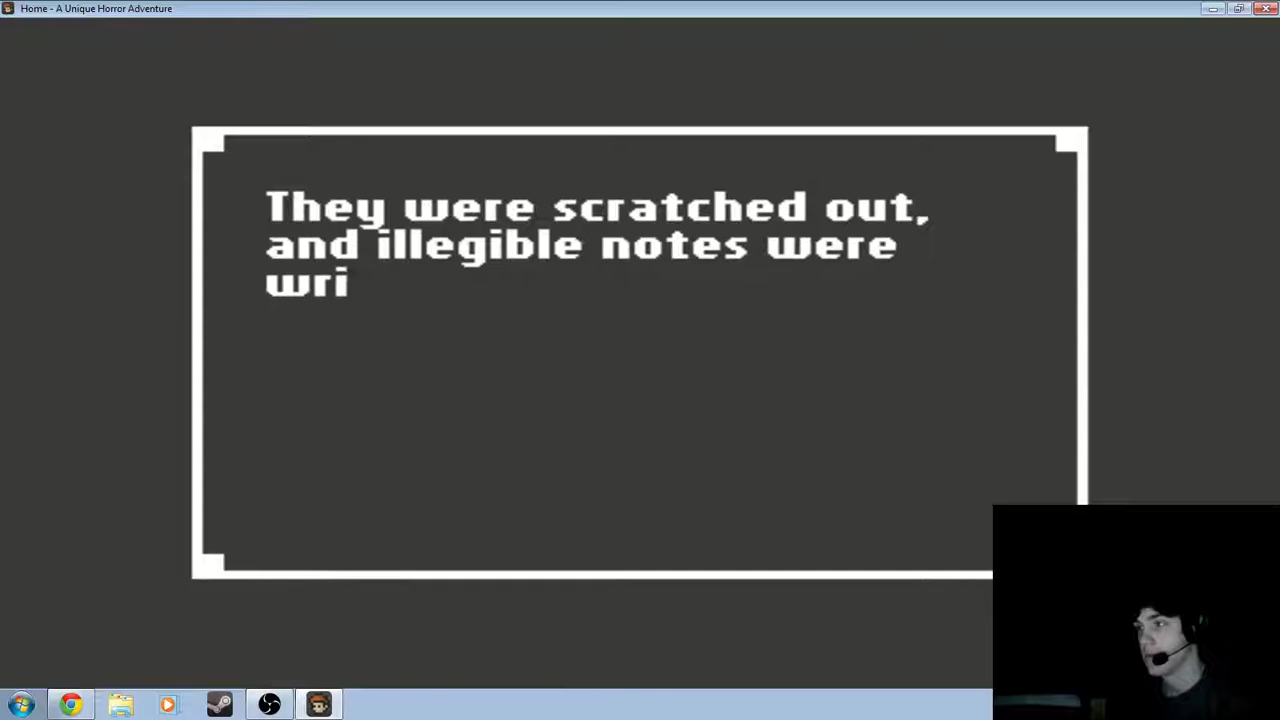 Home - A Unique Horror Adventure
They were scratched out,
and illegible notes were
wri